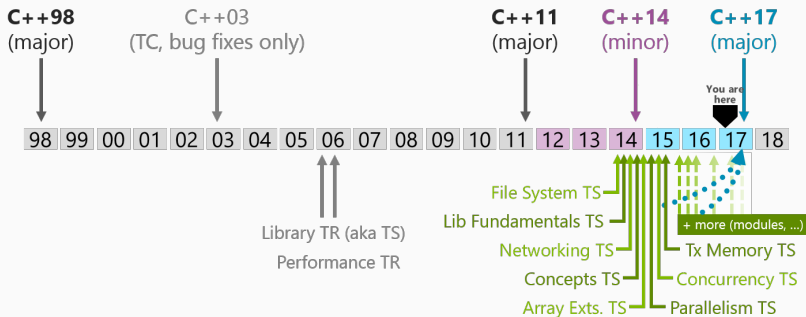 C++98
(major)
C++03
(TC, bug fixes only)
C++11
(major)
C++14
(minor)
C++17
(major)
You are
here
98 99 00 01 02 03 04 05 06 07 08 09 10 11 12 13 14 15 16 17 18
File System TS
Lib Fundamentals TS
+ more (modules, ...)
Library TR (aka TS)
Networking TS
Tx Memory TS
Performance TR
Concepts TS
Concurrency TS
Array Exts. TS
Parallelism TS